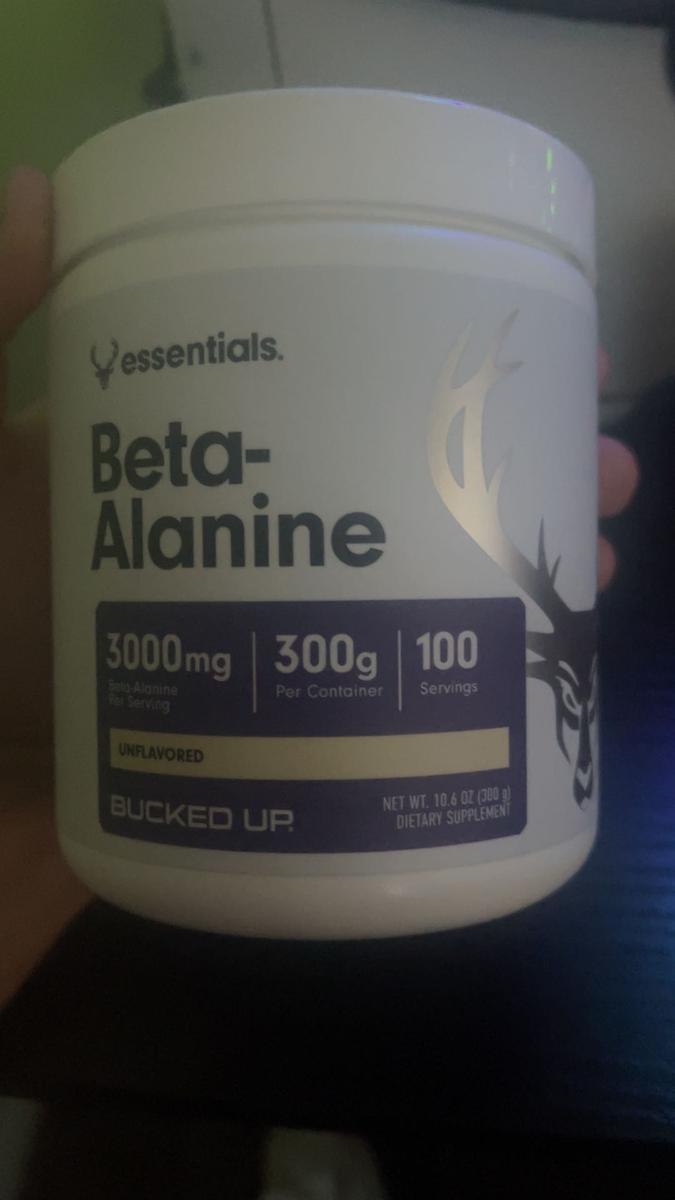 essentials.
Beta-
Alanine
3000mg
Beta-Alanine
Per Serving
300g
Per Container
100
Servings
UNFLAVORED
BUCKED UP.
NET WT. 10.6 OZ (300 g)
DIETARY SUPPLEMENT